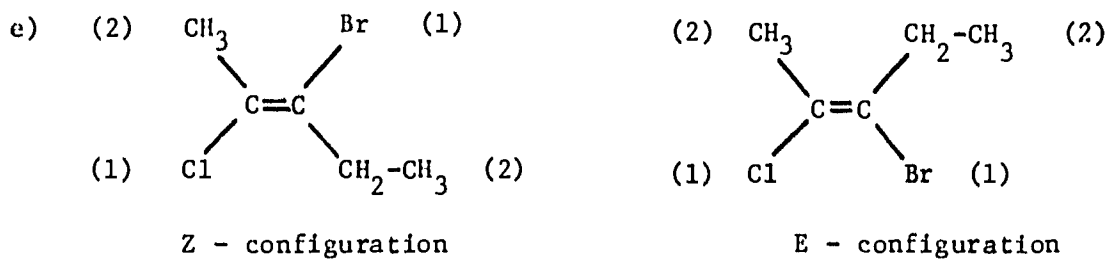 e) (2) CH3 Br (1) (2) CH2-CH3 (2)
CH3
C=C C=C
(1) Cl CH2-CH3 (2) (1) Cl Br (1)
Z - configuration E - configuration